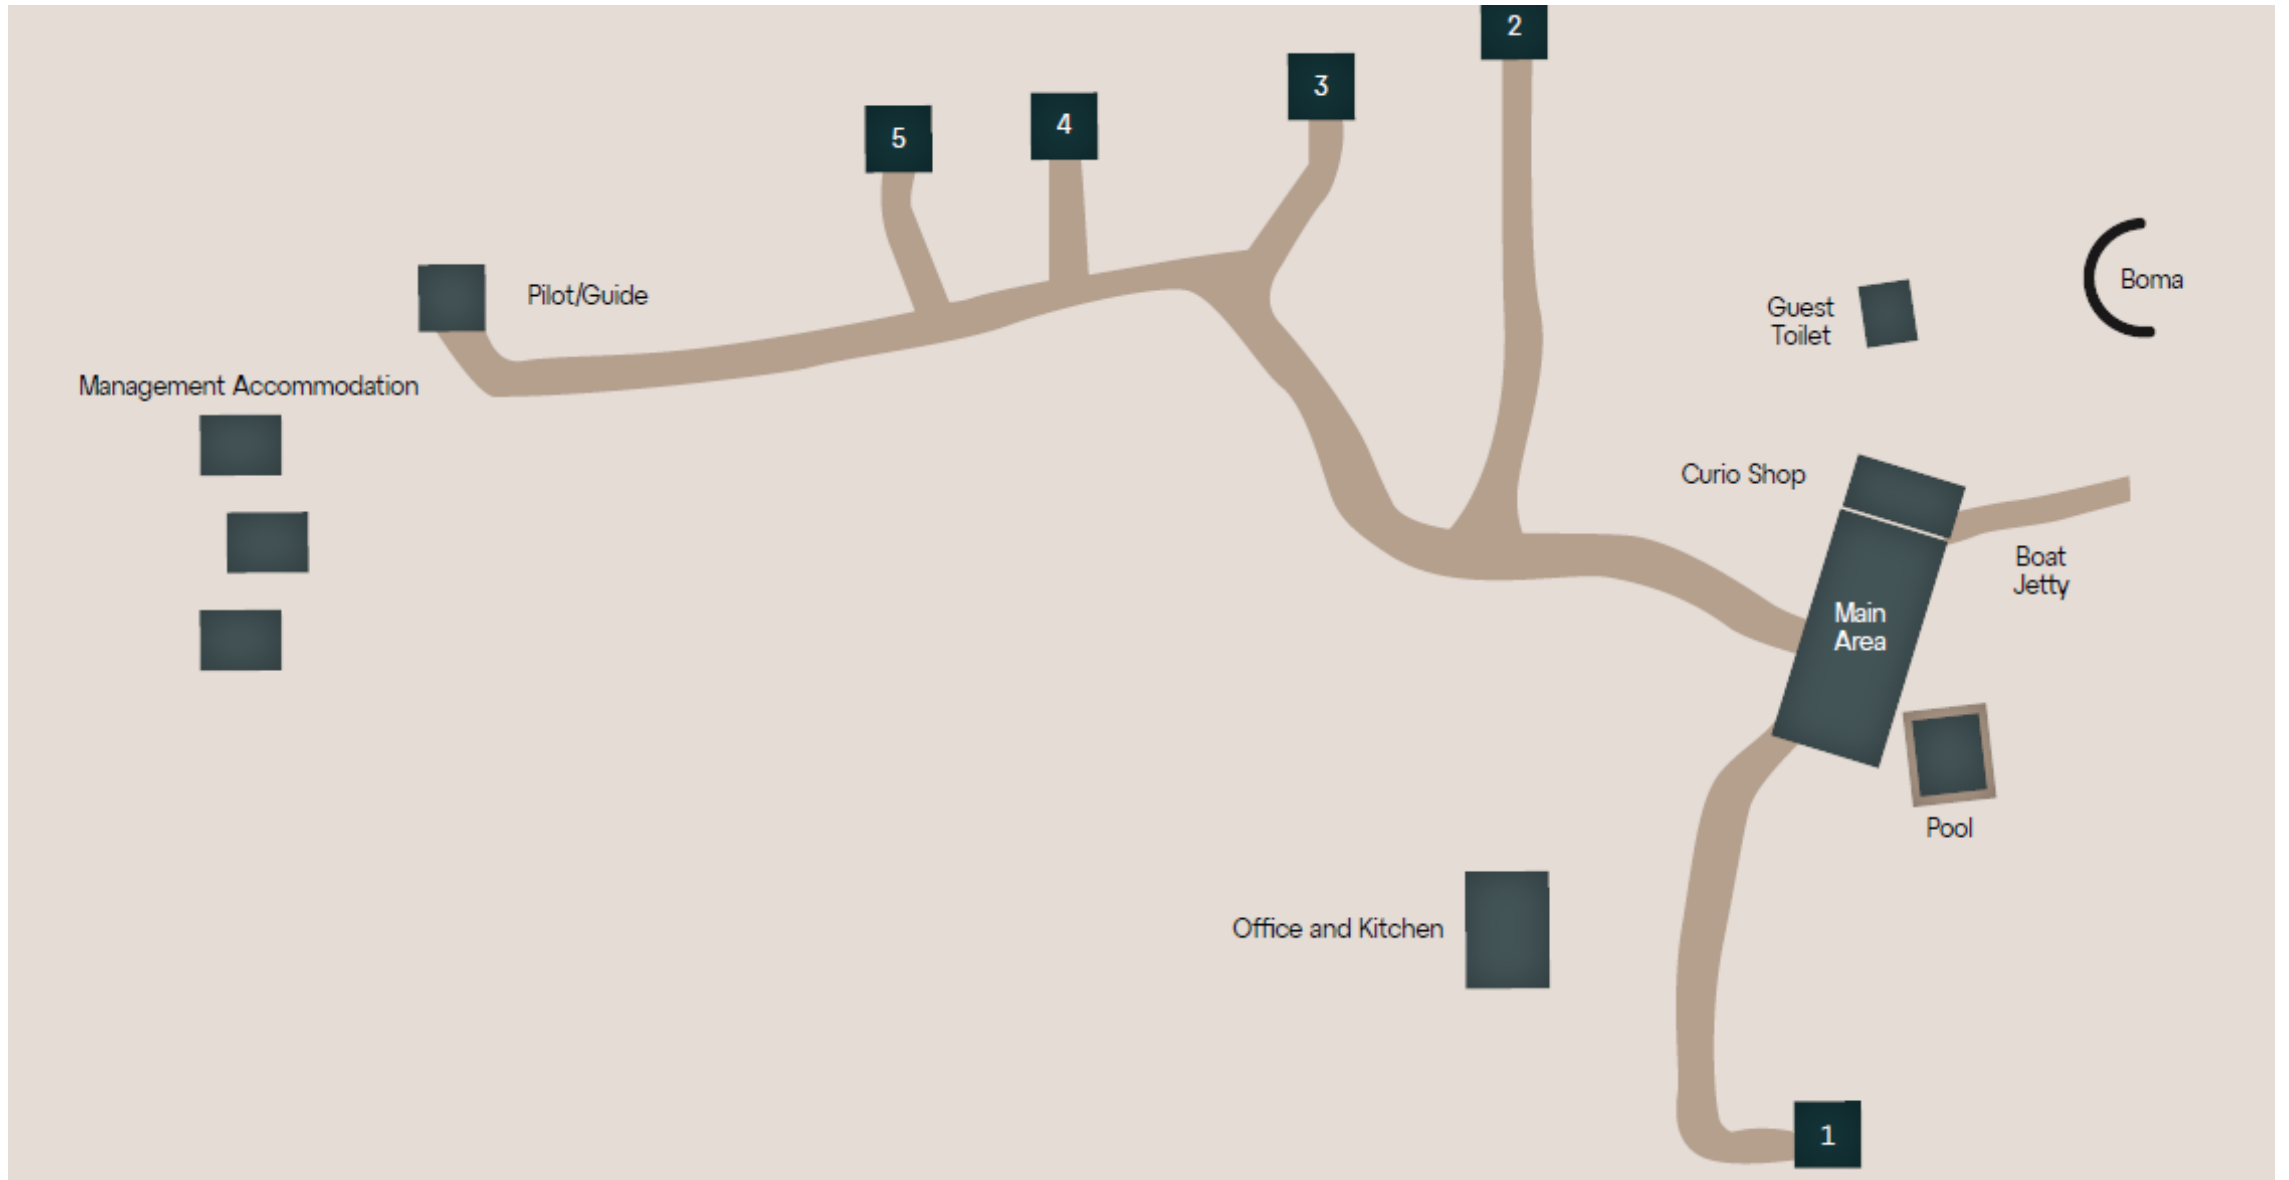 2
3
4
5
Boma
Pilot/Guide
Guest
Toilet
Management Accommodation
Curio Shop
Boat
Jetty
Main
Area
Pool
Office and Kitchen
1